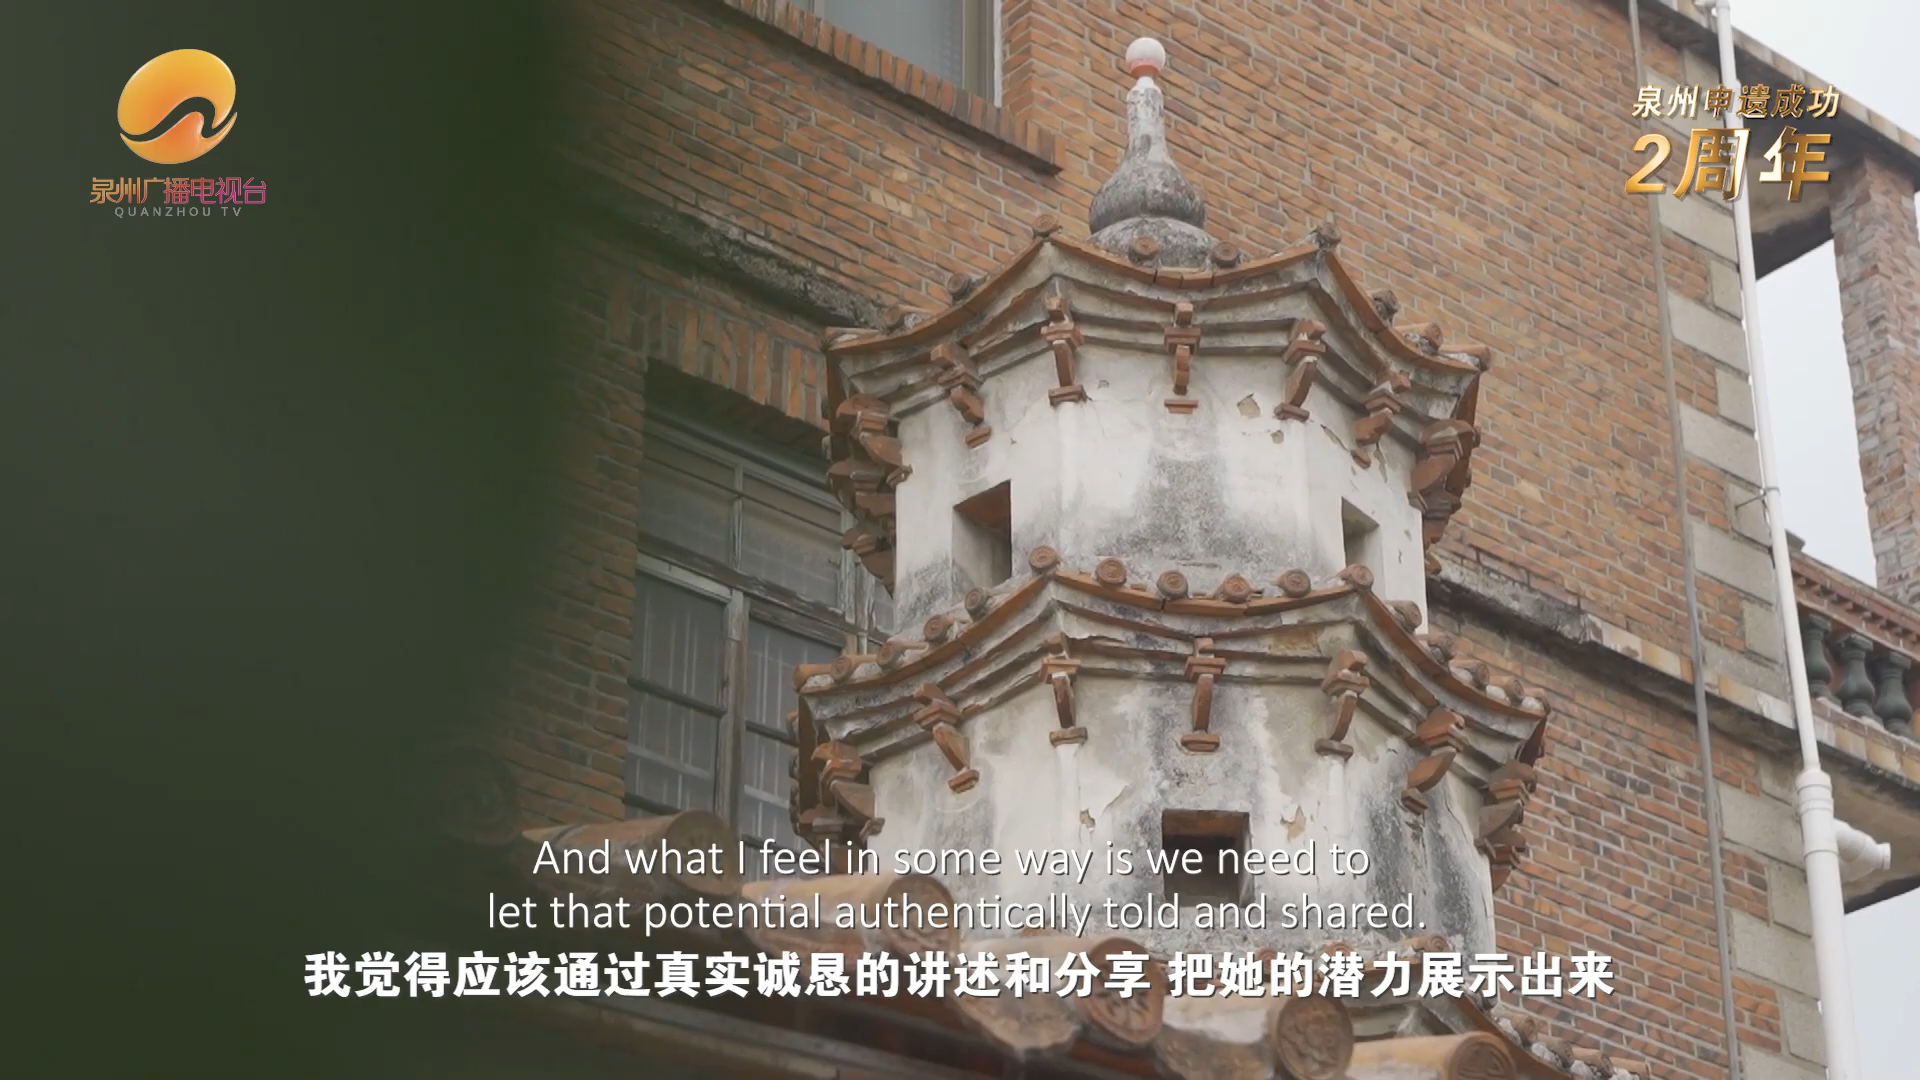 泉州广播电视台
QUANZHOU TV
泉州申遗成功
2周年
And what I feel in some way is we need to
let that potential authentically told and shared.
我觉得应该通过真实诚恳的讲述和分享 把她的潜力展示出来